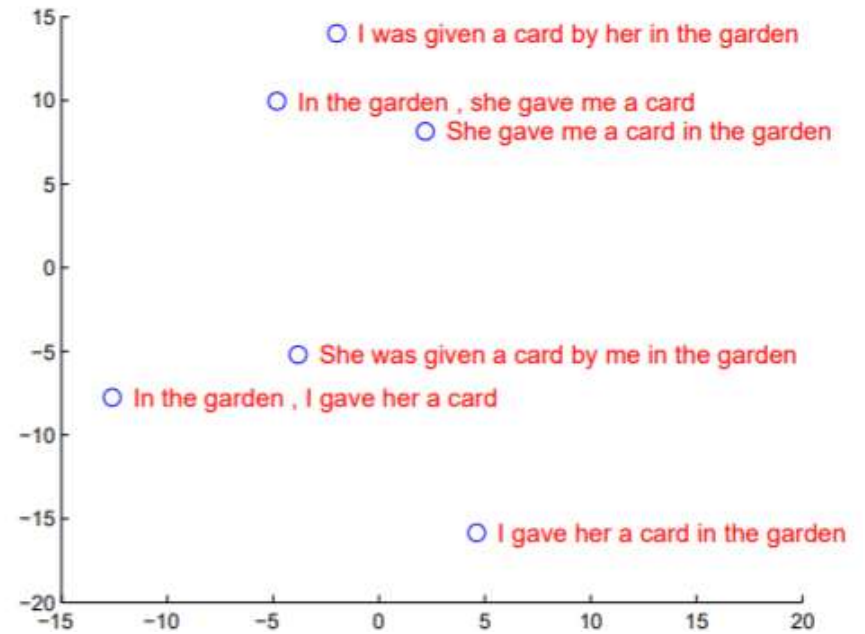 15
I was given a card by her in the garden
10
In the garden , she gave me a card
She gave me a card in the garden
5
0
−5
She was given a card by me in the garden
In the garden , I gave her a card
−10
−15
I gave her a card in the garden
−20
−15 −10 −5 0 5 10 15 20